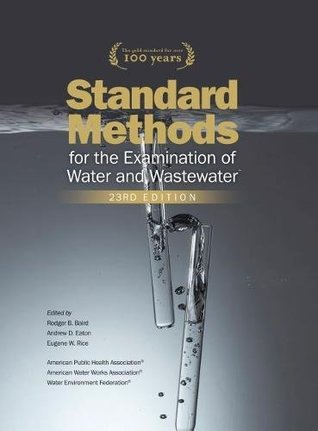 The gold standard for over
100 years
Standard
Methods
for the Examination of
Water and Wastewater™
23RD EDITION
Edited by
Rodger B. Baird
Andrew D. Eaton
Eugene W. Rice
American Public Health Association®
American Water Works Association®
Water Environment Federation®